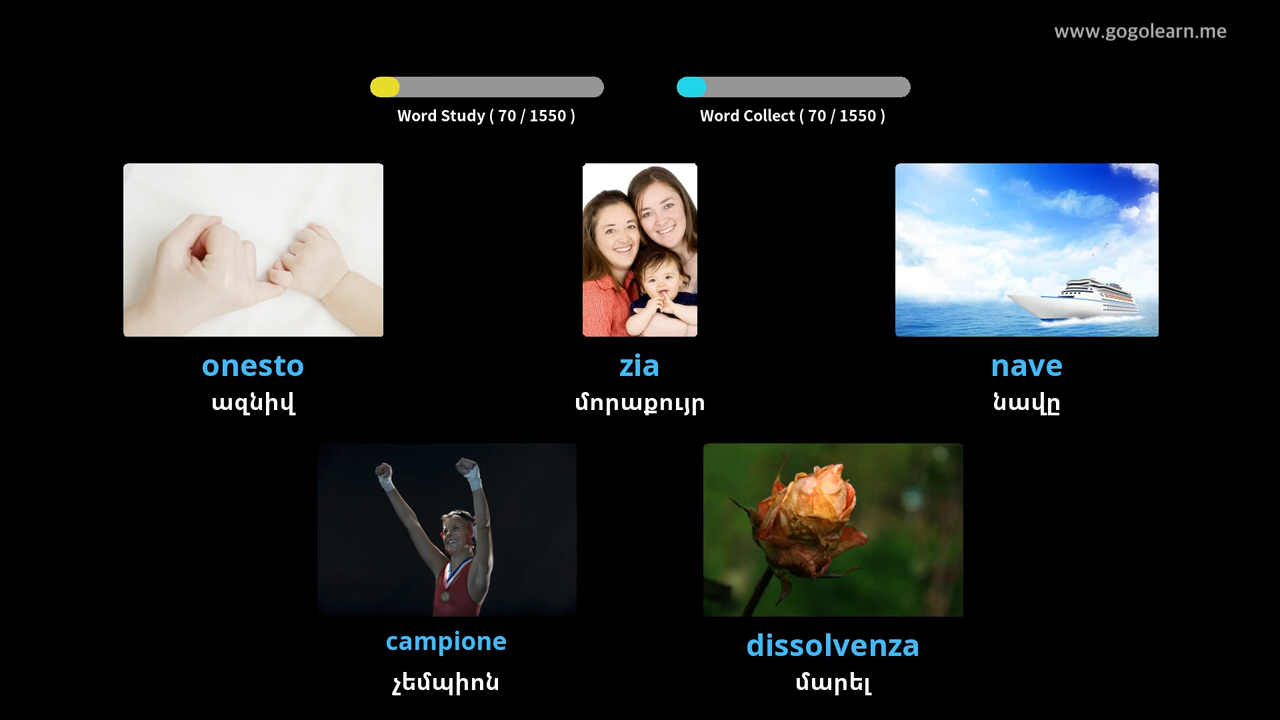 www.gogolearn.me
Word Study ( 70 / 1550 )
Word Collect ( 70 / 1550 )
onesto
ազնիվ
zia
մորաքույր
nave
նավը
campione
չեմպիոն
dissolvenza
մարել